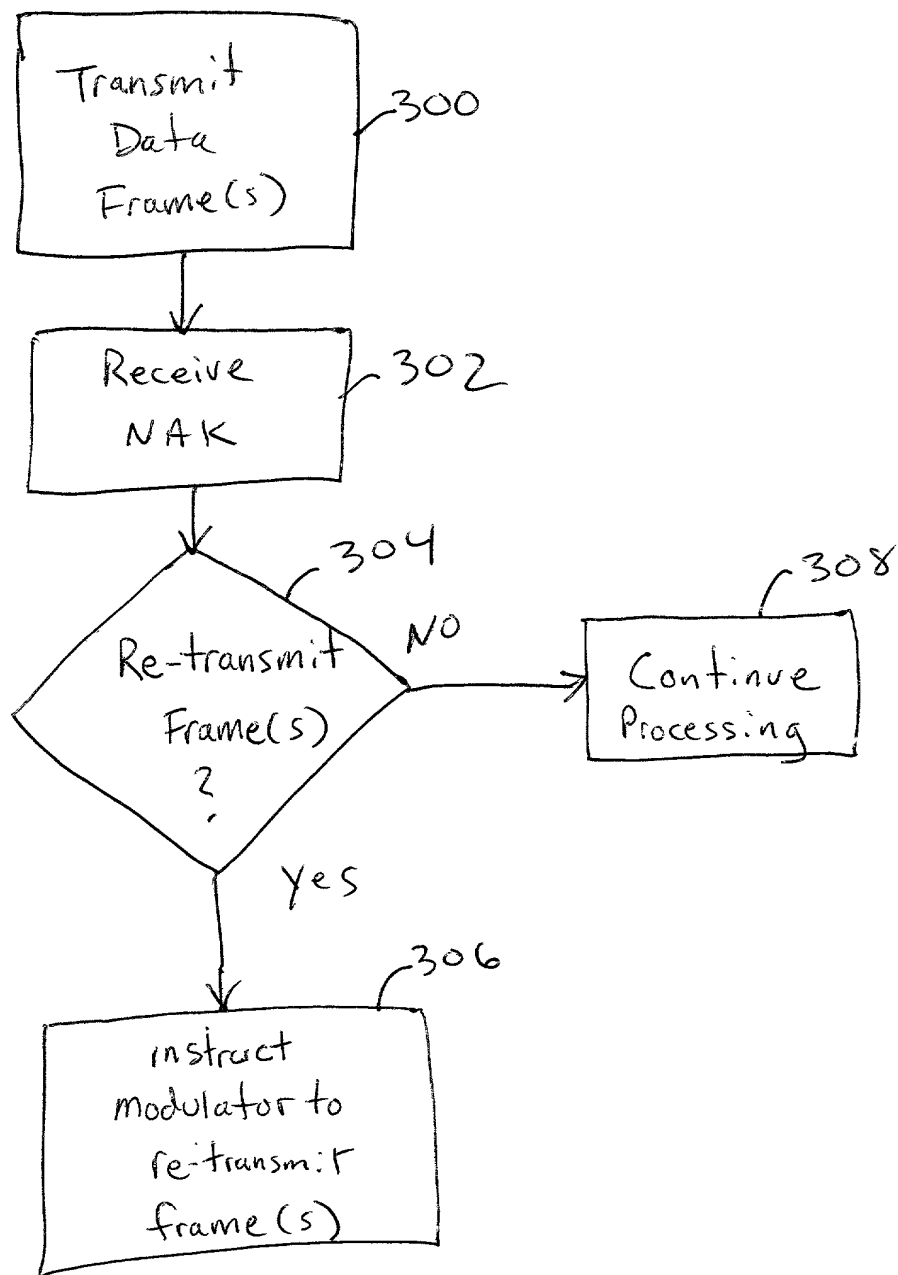 Transmit
Data
Frame(s)
300
Receive
NAK
302
304
Re-transmit
Frame(s)
?
NO
308
Continue
Processing
Yes
306
instruct
modulator to
re-transmit
frame(s)